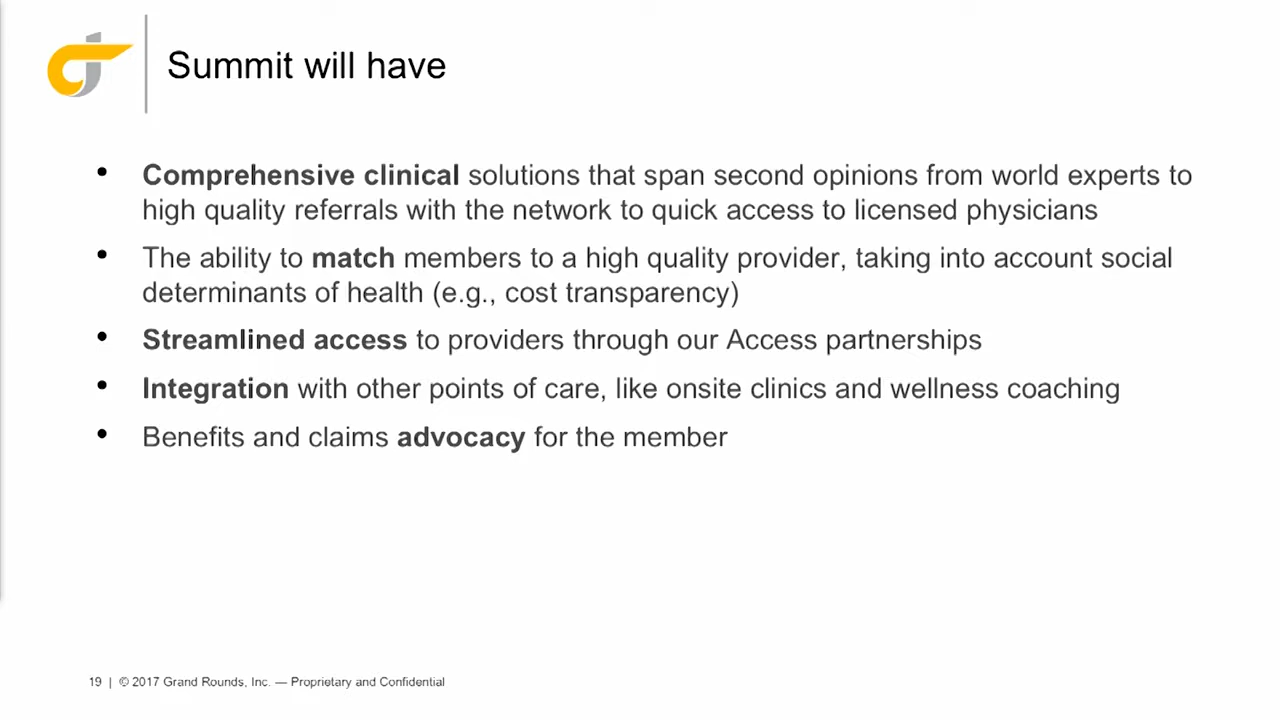 Summit will have
• Comprehensive clinical solutions that span second opinions from world experts to
high quality referrals with the network to quick access to licensed physicians
• The ability to match members to a high quality provider, taking into account social
determinants of health (e.g., cost transparency)
• Streamlined access to providers through our Access partnerships
• Integration with other points of care, like onsite clinics and wellness coaching
• Benefits and claims advocacy for the member
19 | © 2017 Grand Rounds, Inc. — Proprietary and Confidential